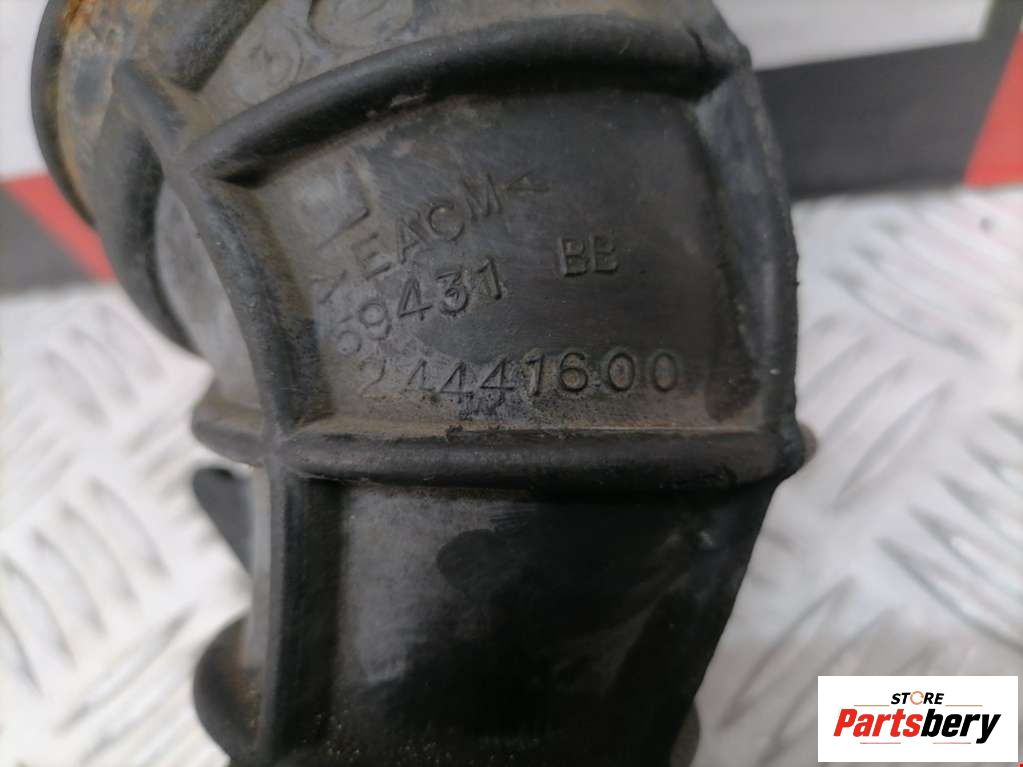 EACM
59431 BB
24441600
STORE
Partsbery